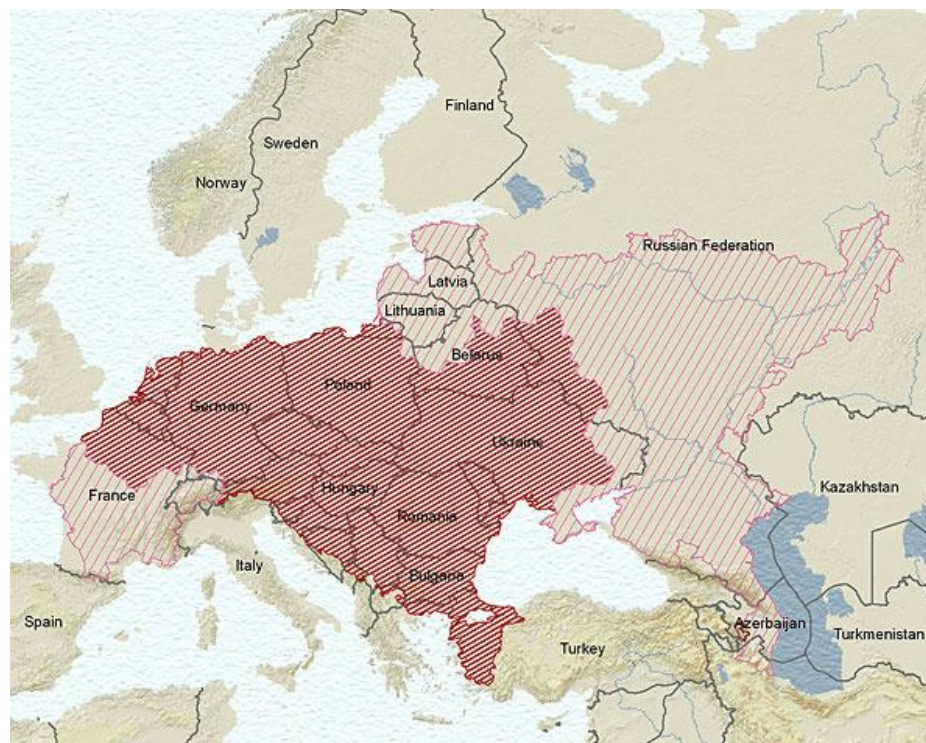 Finland
Sweden
Norway
Russian Federation
Latvia
Lithuania
Belarus
Poland
Germany
Ukraine
Hungary
France
Kazakhstan
Romania
Italy
Bulgaria
Spain
Azerbaijan
Turkmenistan
Turkey